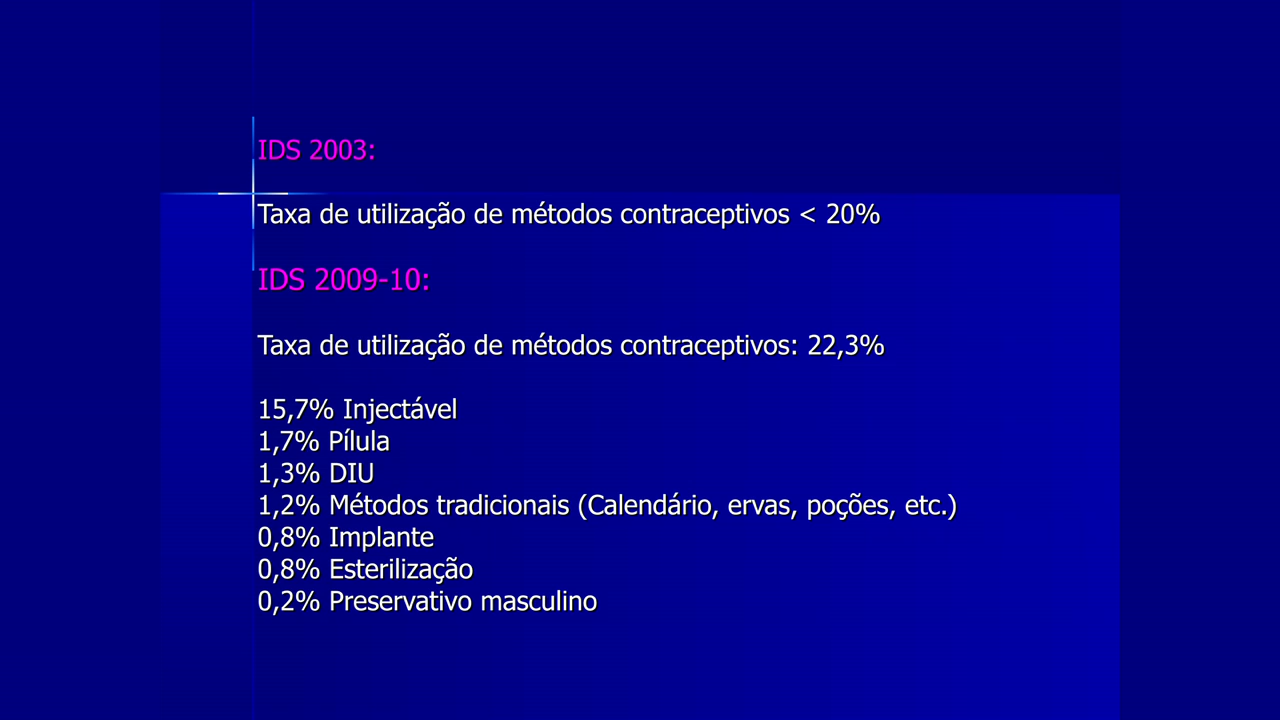 IDS 2003:
Taxa de utilização de métodos contraceptivos < 20%
IDS 2009-10:
Taxa de utilização de métodos contraceptivos: 22,3%
15,7% Injectável
1,7% Pílula
1,3% DIU
1,2% Métodos tradicionais (Calendário, ervas, poções, etc.)
0,8% Implante
0,8% Esterilização
0,2% Preservativo masculino